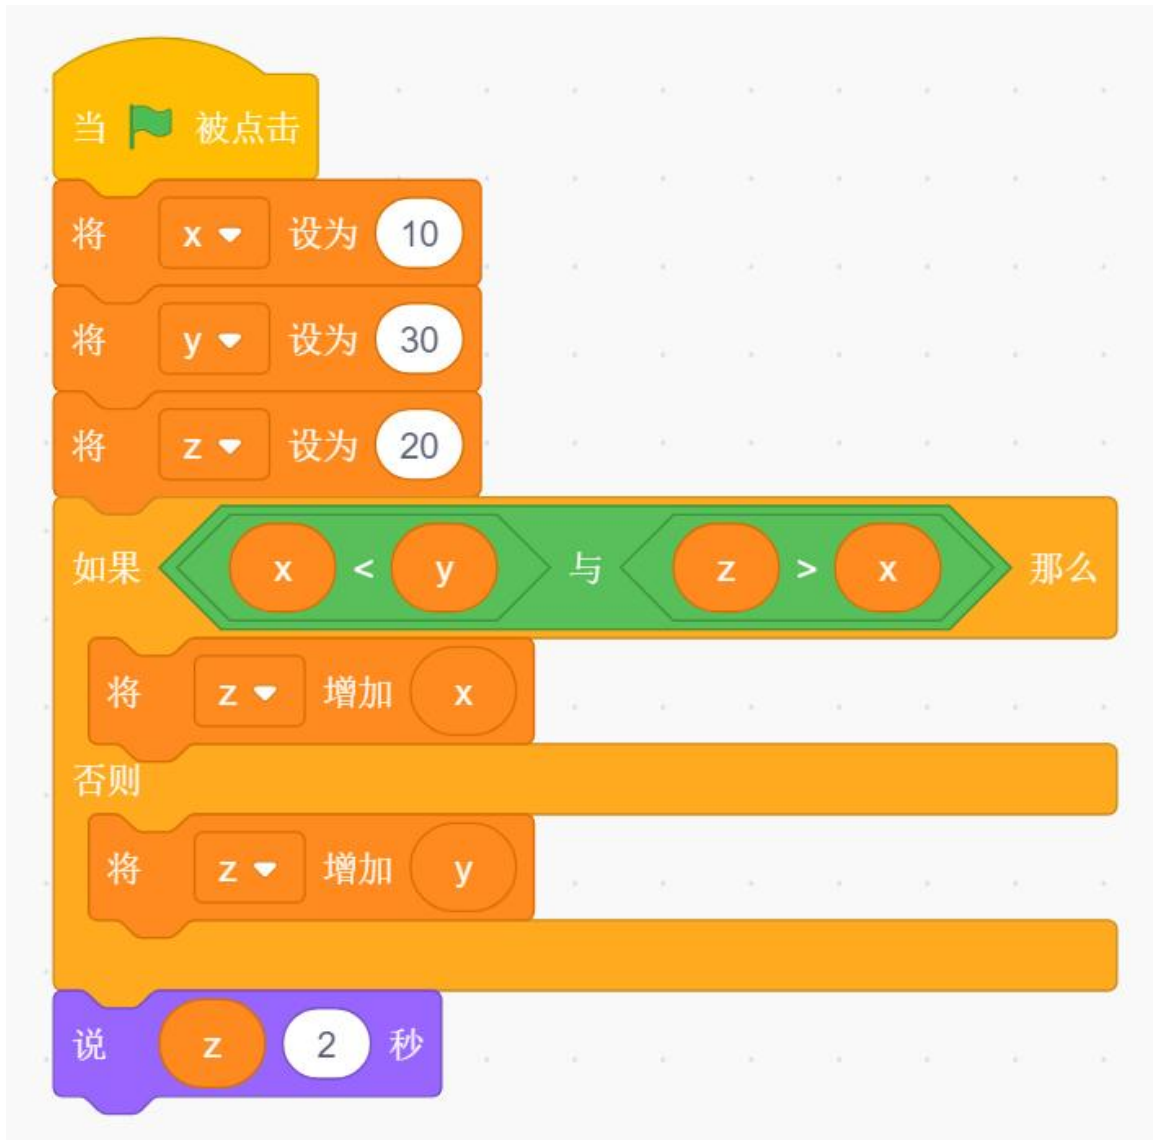 当 被点击
将 x 设为 10
将 y 设为 30
将 z 设为 20
如果 x < y 与 z > x 那么
将 z 增加 x
否则
将 z 增加 y
说 z 2 秒